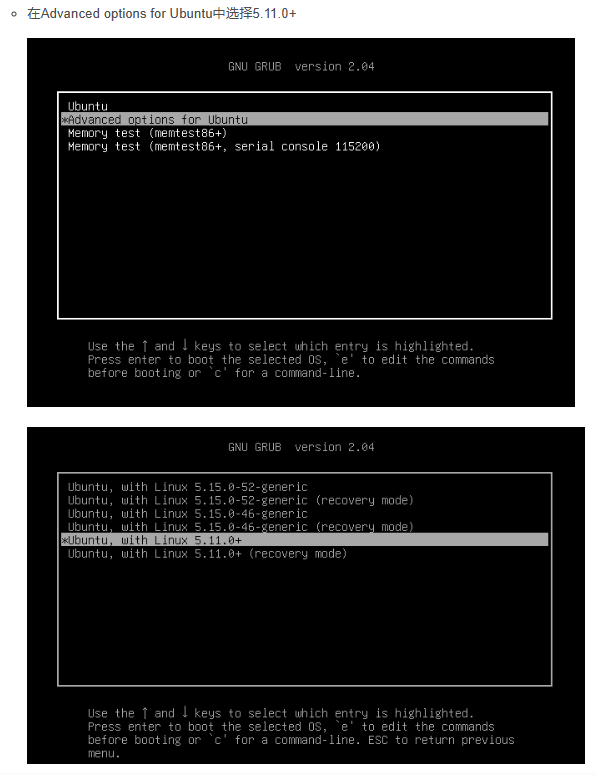 在Advanced options for Ubuntu中选择5.11.0+
GNU GRUB  version 2.04
Ubuntu
*Advanced options for Ubuntu
Memory test (memtest86+)
Memory test (memtest86+, serial console 115200)
Use the ↑ and ↓ keys to select which entry is highlighted.
Press enter to boot the selected OS, `e' to edit the commands
before booting or `c' for a command-line.
GNU GRUB  version 2.04
Ubuntu, with Linux 5.15.0-52-generic
Ubuntu, with Linux 5.15.0-52-generic (recovery mode)
Ubuntu, with Linux 5.15.0-46-generic
Ubuntu, with Linux 5.15.0-46-generic (recovery mode)
*Ubuntu, with Linux 5.11.0+
Ubuntu, with Linux 5.11.0+ (recovery mode)
Use the ↑ and ↓ keys to select which entry is highlighted.
Press enter to boot the selected OS, `e' to edit the commands
before booting or `c' for a command-line. ESC to return previous
menu.